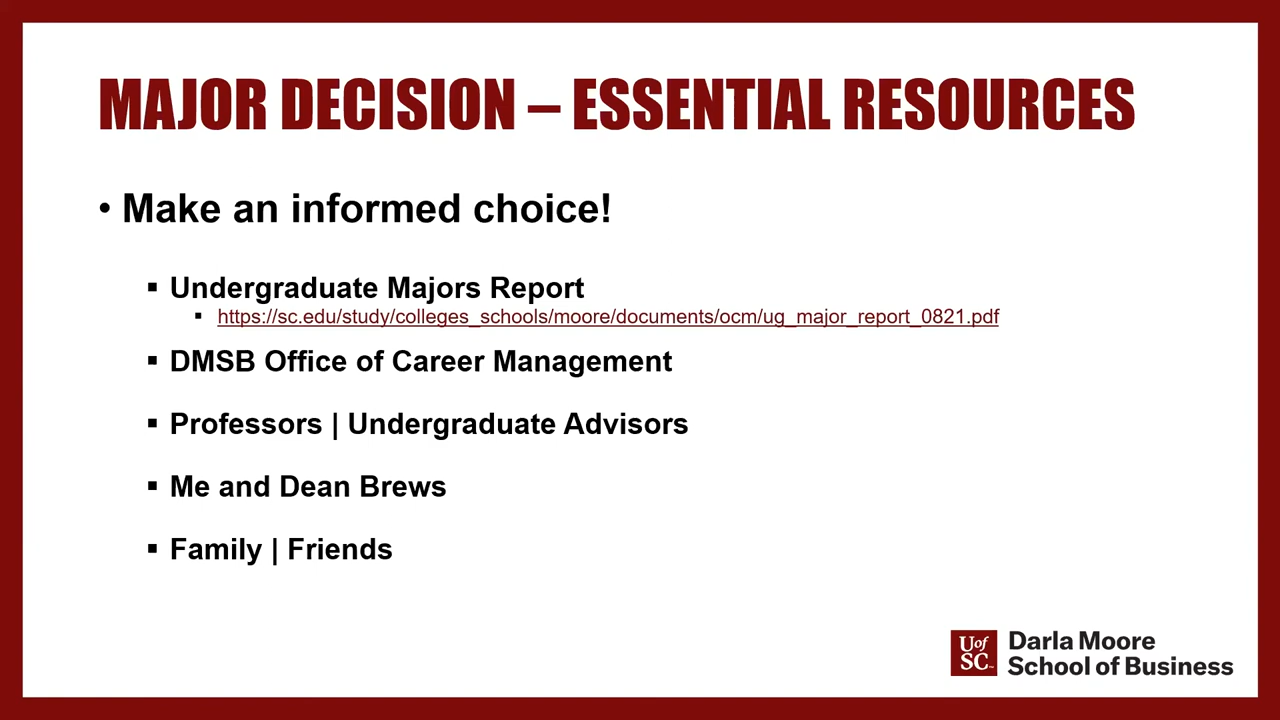 MAJOR DECISION – ESSENTIAL RESOURCES
• Make an informed choice!
▪ Undergraduate Majors Report
▪ https://sc.edu/study/colleges_schools/moore/documents/ocm/ug_major_report_0821.pdf
▪ DMSB Office of Career Management
▪ Professors | Undergraduate Advisors
▪ Me and Dean Brews
▪ Family | Friends
UofSC
Darla Moore
School of Business